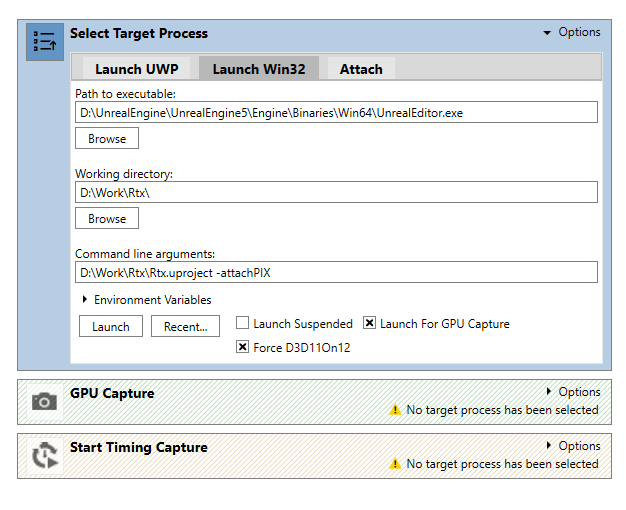 Select Target Process
Options
Launch UWP Launch Win32 Attach
Path to executable:
D:\UnrealEngine\UnrealEngine5\Engine\Binaries\Win64\UnrealEditor.exe
Browse
Working directory:
D:\Work\Rtx\
Browse
Command line arguments:
D:\Work\Rtx\Rtx.uproject -attachPIX
Environment Variables
Launch Recent... Launch Suspended Launch For GPU Capture
Force D3D11On12
GPU Capture
Options
No target process has been selected
Start Timing Capture
Options
No target process has been selected